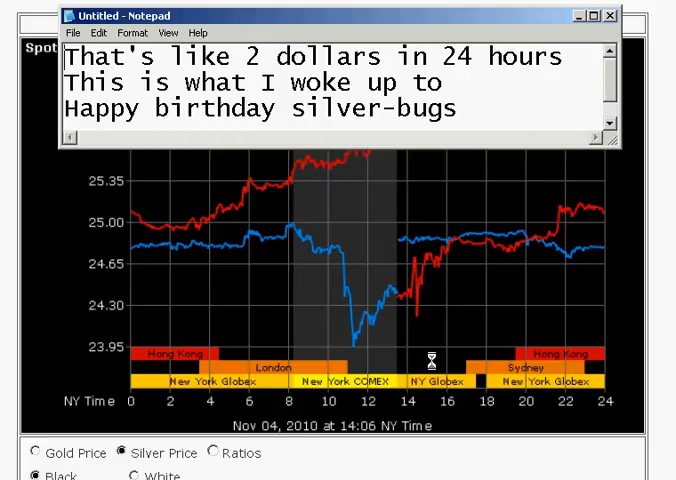 Untitled - Notepad
File Edit Format View Help
That's like 2 dollars in 24 hours
This is what I woke up to
Happy birthday silver-bugs
Spot
25.35
25.00
24.65
24.30
23.95
Hong Kong Hong Kong
London Sydney
New York Globex New York COMEX NY Globex New York Globex
NY Time 0 2 4 6 8 10 12 14 16 18 20 22 24
Nov 04, 2010 at 14:06 NY Time
Gold Price Silver Price Ratios
Black White